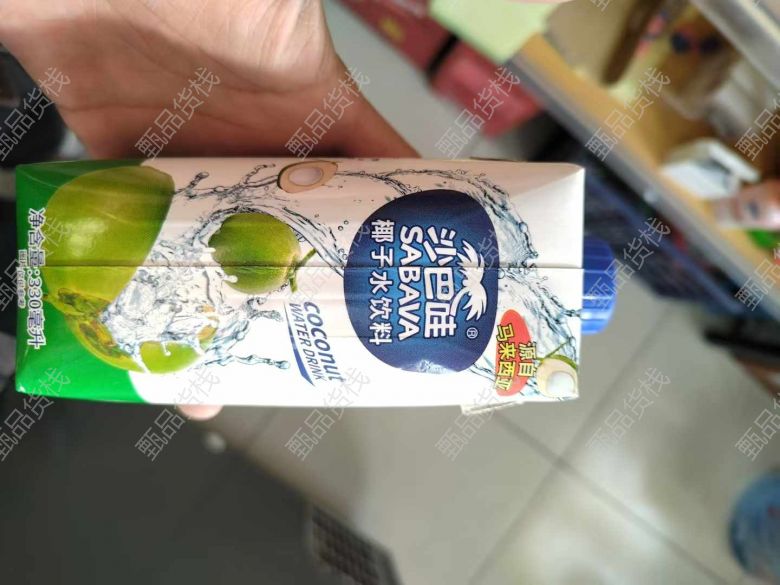 源自
马来西亚
沙巴哇®
SABAVA
椰子水饮料
coconut
WATER DRINK
净含量:330毫升
甄品货栈